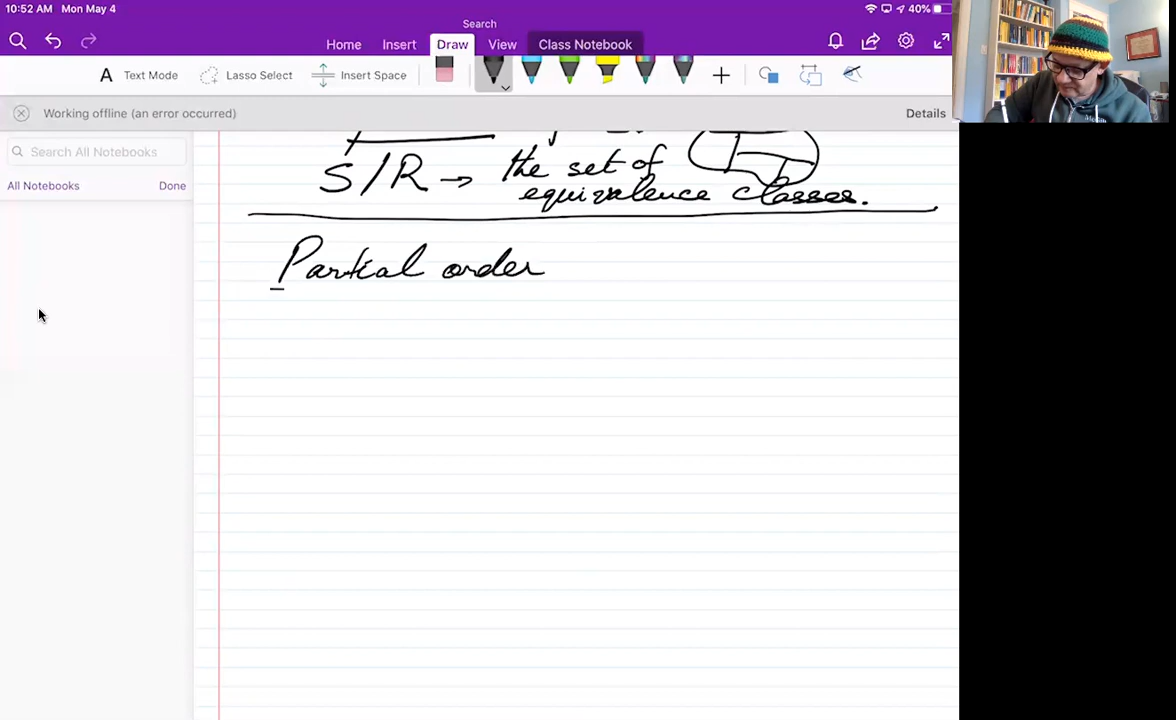 10:52 AM Mon May 4
40%
Search
Home Insert Draw View Class Notebook
A Text Mode Lasso Select Insert Space
Working offline (an error occurred) Details
Search All Notebooks
All Notebooks Done
S/R → the set of
equivalence classes.
Partial order